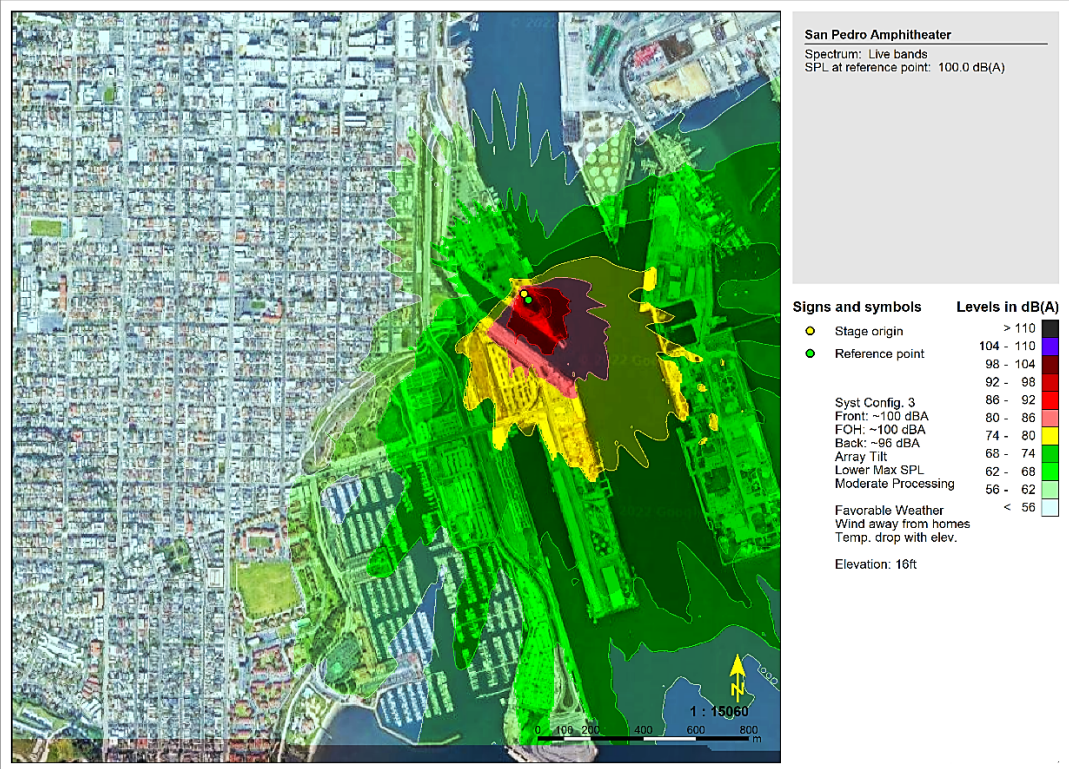 San Pedro Amphitheater
Spectrum: Live bands
SPL at reference point: 100.0 dB(A)
Signs and symbols
Stage origin
Reference point
Levels in dB(A)
> 110
104 - 110
98 - 104
92 - 98
86 - 92
80 - 86
74 - 80
68 - 74
62 - 68
56 - 62
< 56
Syst Config. 3
Front: ~100 dBA
FOH: ~100 dBA
Back: ~96 dBA
Array Tilt
Lower Max SPL
Moderate Processing
Favorable Weather
Wind away from homes
Temp. drop with elev.
Elevation: 16ft
N
1 : 15060
0 100 200 400 600 800
m